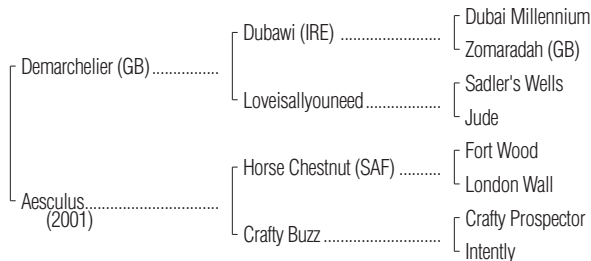 Dubai Millennium
Dubawi (IRE) ....................
Zomaradah (GB)
Demarchelier (GB)..............
Sadler's Wells
Loveisallyouneed...............
Jude
Fort Wood
Horse Chestnut (SAF) ........
London Wall
Aesculus...........................
(2001)
Crafty Prospector
Crafty Buzz.......................
Intently